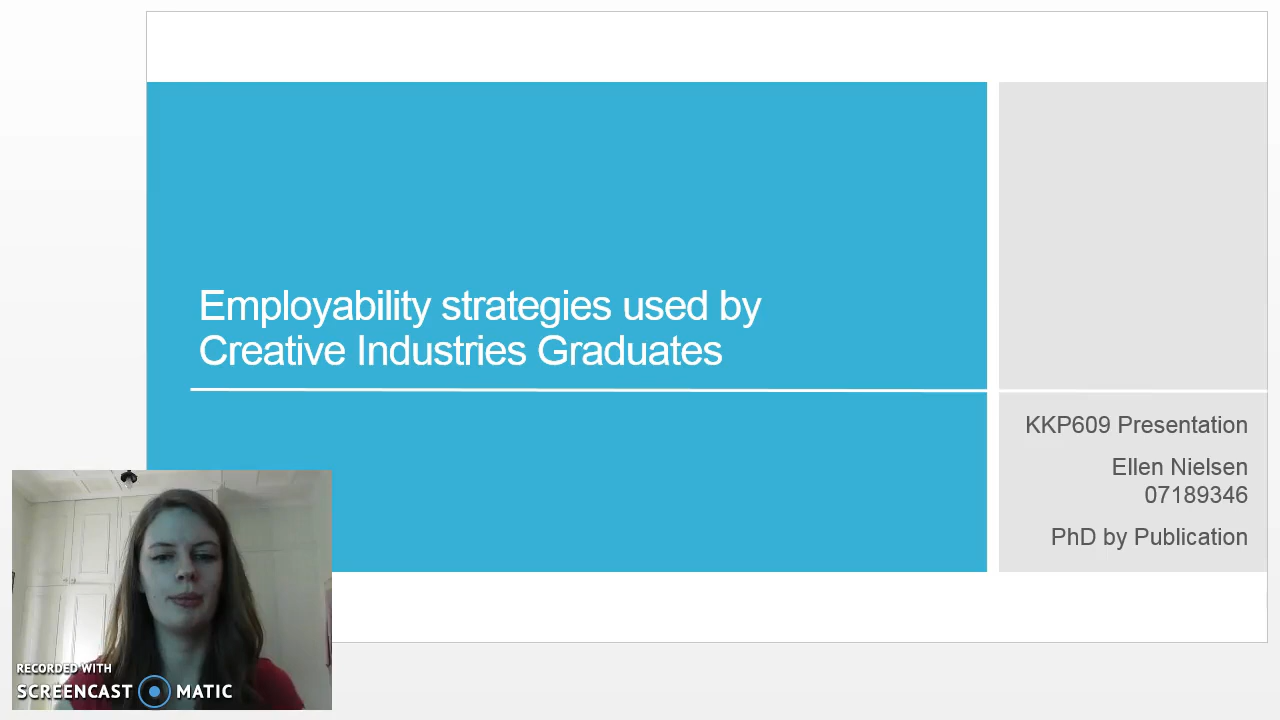 Employability strategies used by
Creative Industries Graduates
KKP609 Presentation
Ellen Nielsen
07189346
PhD by Publication
RECORDED WITH
SCREENCAST MATIC